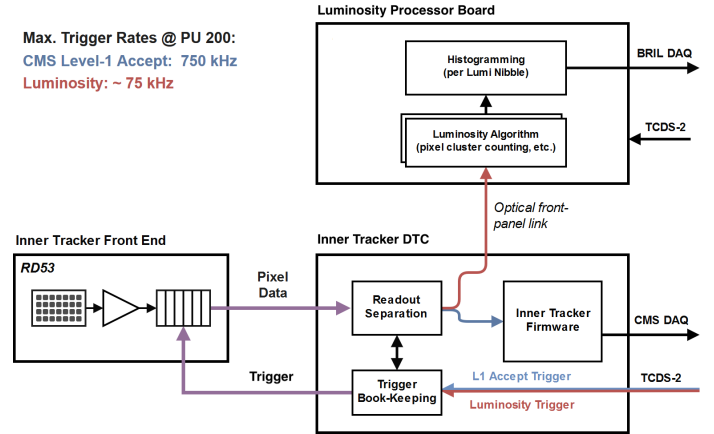 Luminosity Processor Board
Max. Trigger Rates @ PU 200:
CMS Level-1 Accept: 750 kHz
Luminosity: ~ 75 kHz
Histogramming
(per Lumi Nibble)
BRIL DAQ
Luminosity Algorithm
(pixel cluster counting, etc.)
TCDS-2
Optical front-
panel link
Inner Tracker Front End
Inner Tracker DTC
RD53
Pixel
Data
Readout
Separation
Inner Tracker
Firmware
CMS DAQ
Trigger
Trigger
Book-Keeping
L1 Accept Trigger
Luminosity Trigger
TCDS-2